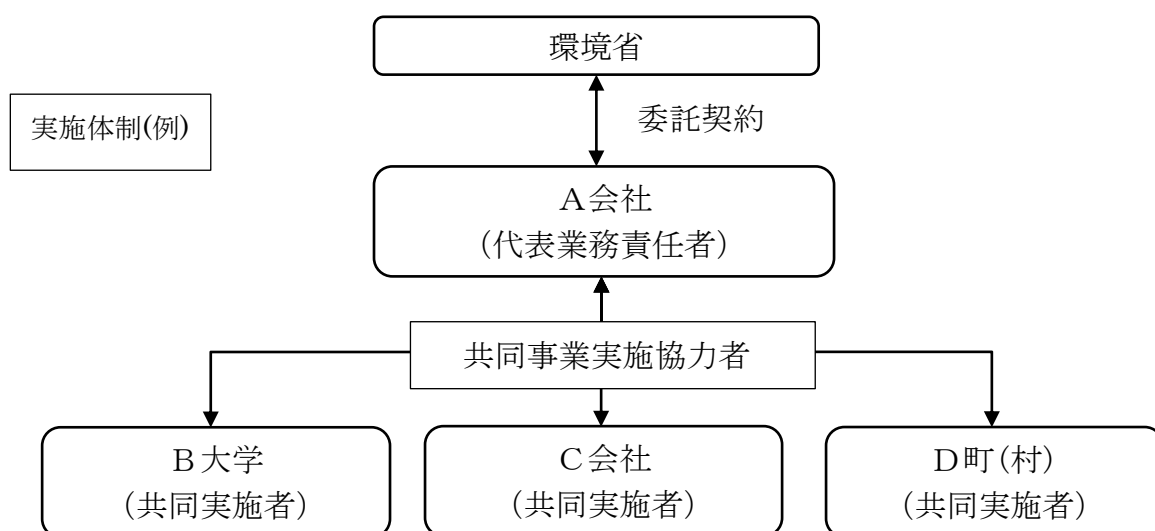 環境省
委託契約
実施体制(例)
A会社
(代表業務責任者)
共同事業実施協力者
B大学
(共同実施者)
C会社
(共同実施者)
D町(村)
(共同実施者)